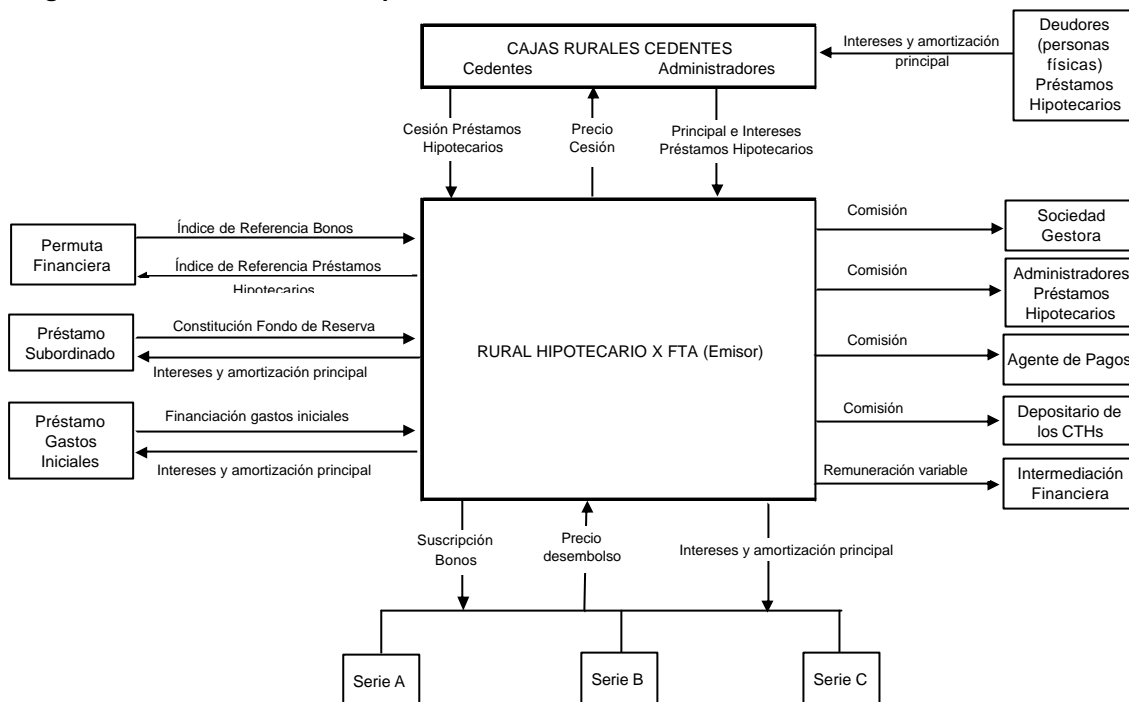 CAJAS RURALES CEDENTES
Cedentes
Administradores
Intereses y amortización
principal
Deudores
(personas
físicas)
Préstamos
Hipotecarios
Cesión Préstamos
Hipotecarios
Precio
Cesión
Principal e Intereses
Préstamos Hipotecarios
Permuta
Financiera
Índice de Referencia Bonos
Índice de Referencia Préstamos
Hipotecarios
Préstamo
Subordinado
Constitución Fondo de Reserva
Intereses y amortización principal
Préstamo
Gastos
Iniciales
Financiación gastos iniciales
Intereses y amortización principal
RURAL HIPOTECARIO X FTA (Emisor)
Comisión
Sociedad
Gestora
Comisión
Administradores
Préstamos
Hipotecarios
Comisión
Agente de Pagos
Comisión
Depositario de
los CTHs
Remuneración variable
Intermediación
Financiera
Suscripción
Bonos
Precio
desembolso
Intereses y amortización principal
Serie A
Serie B
Serie C